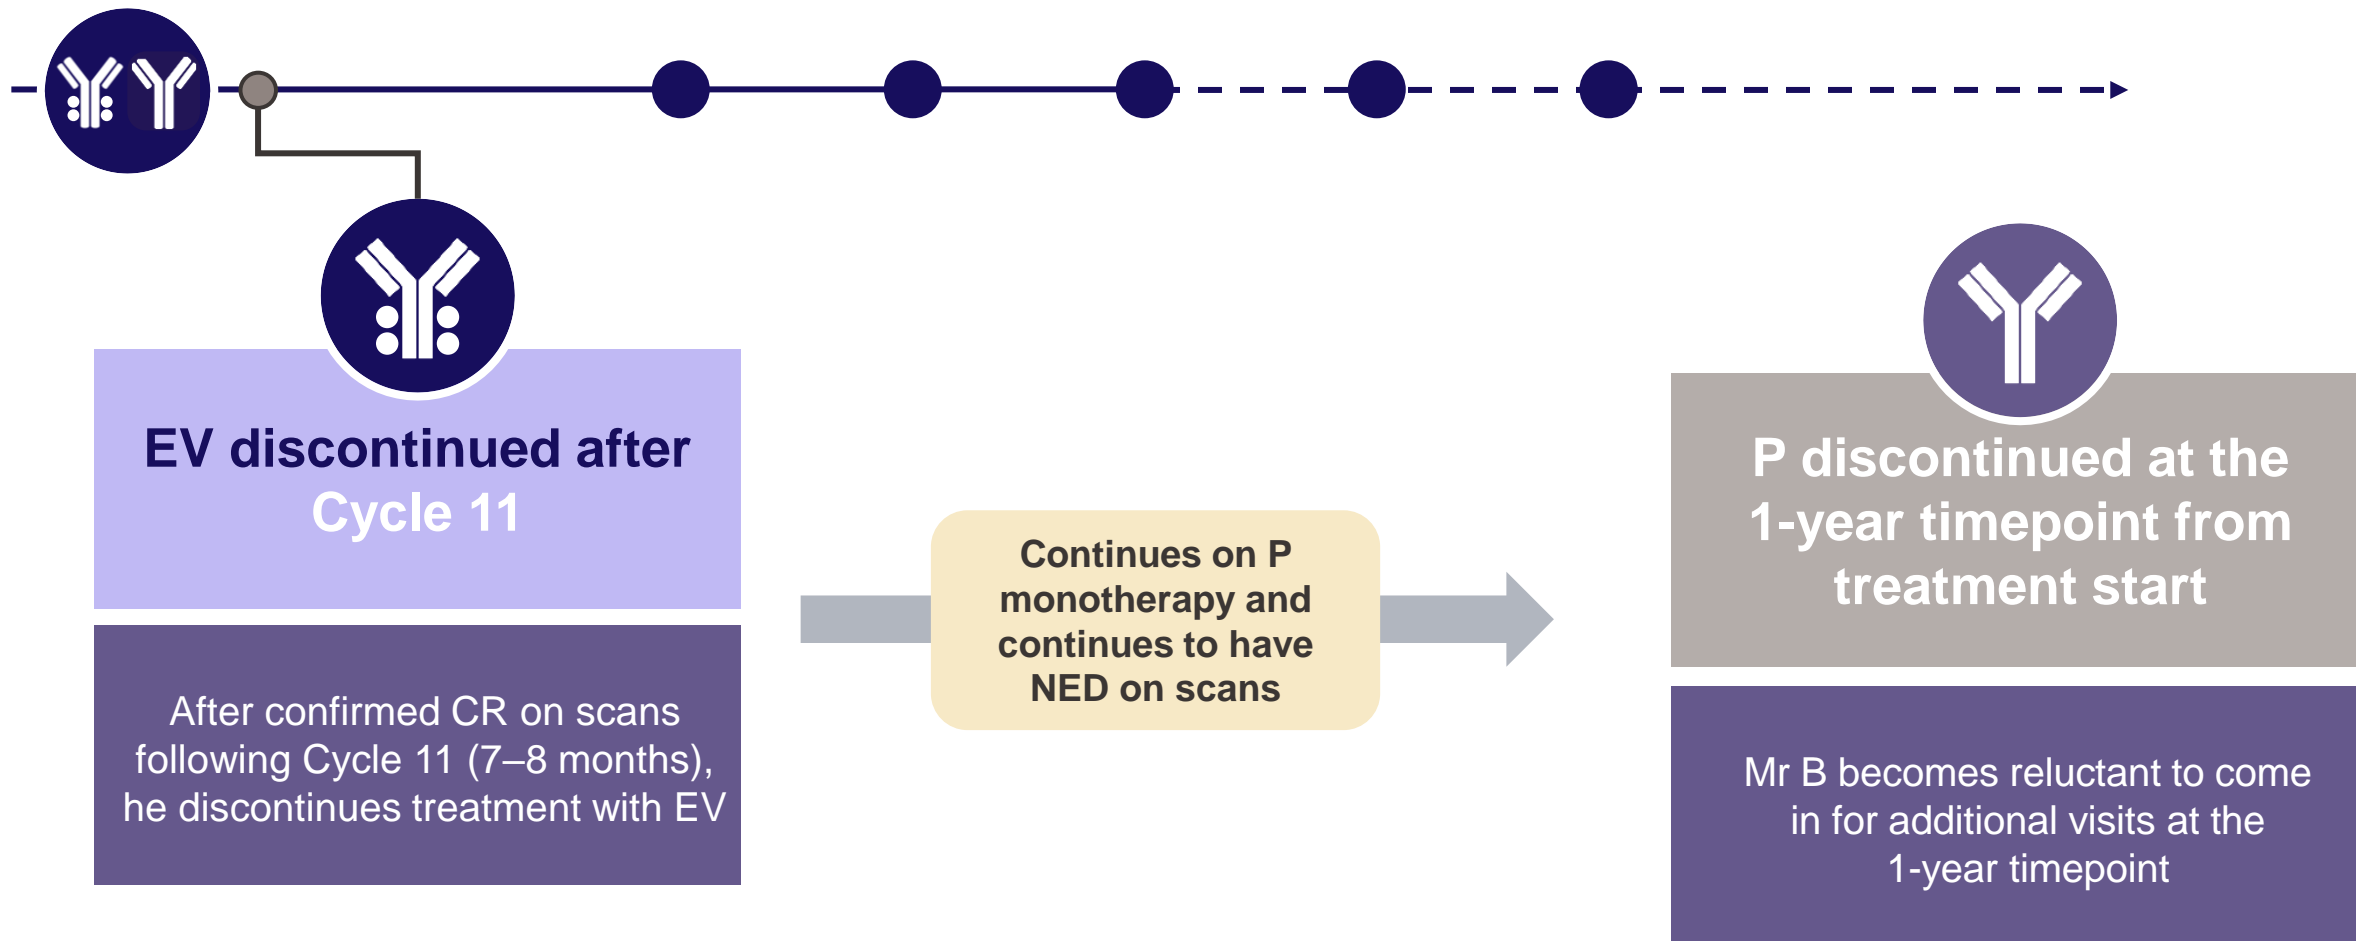 EV discontinued after
Cycle 11
After confirmed CR on scans
following Cycle 11 (7–8 months),
he discontinues treatment with EV
Continues on P
monotherapy and
continues to have
NED on scans
P discontinued at the
1-year timepoint from
treatment start
Mr B becomes reluctant to come
in for additional visits at the
1-year timepoint